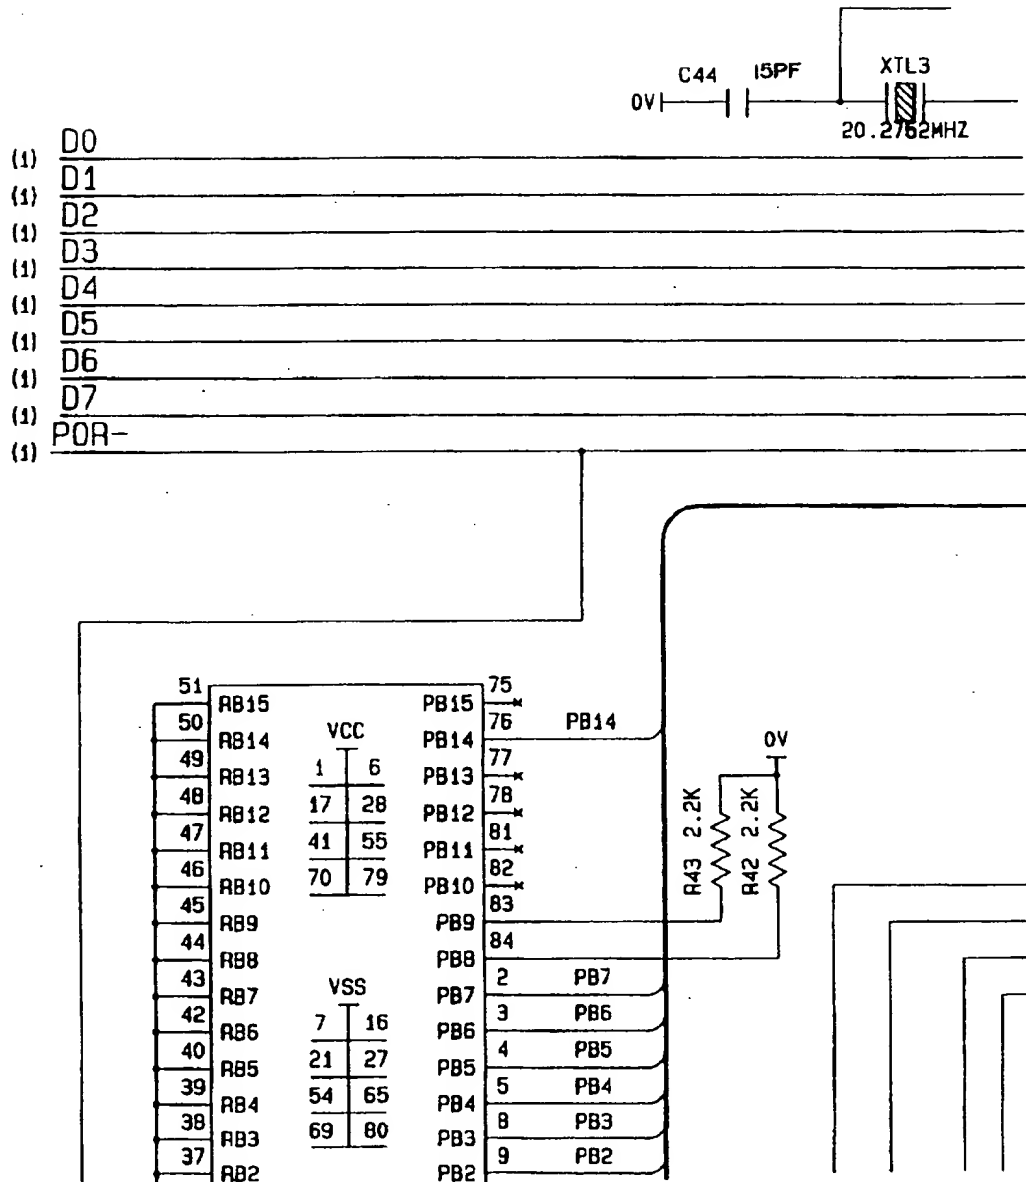 C44 15PF XTL3
0V
20.2752MHZ
(1) D0
(1) D1
(1) D2
(1) D3
(1) D4
(1) D5
(1) D6
(1) D7
(1) POR-
51 RB15 PB15 75
50 RB14 VCC PB14 76 PB14
49 RB13 1 6 PB13 77 0V
48 RB12 17 28 PB12 78
47 RB11 41 55 PB11 81 R43 2.2K R42 2.2K
46 RB10 70 79 PB10 82
45 RB9 PB9 83
44 RB8 PB8 84
43 RB7 VSS PB7 2 PB7
42 RB6 7 16 PB6 3 PB6
40 RB5 21 27 PB5 4 PB5
39 RB4 54 65 PB4 5 PB4
38 RB3 69 80 PB3 8 PB3
37 RB2 PB2 9 PB2